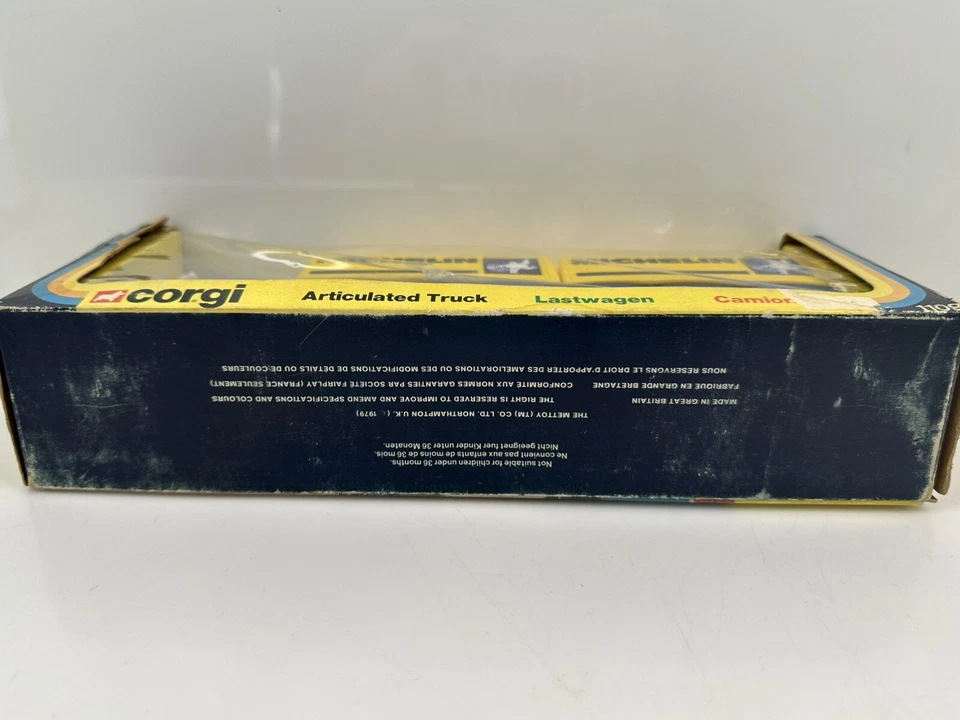 MICHELIN
corgi Articulated Truck Lastwagen
Not suitable for children under 36 months.
Ne convient pas aux enfants de moins de 36 mois.
Nicht geeignet fuer Kinder unter 36 Monaten.
THE METTOY (TM) CO. LTD. NORTHAMPTON U.K. ( 1979)
MADE IN GREAT BRITAIN THE RIGHT IS RESERVED TO IMPROVE AND AMEND SPECIFICATIONS AND COLOURS
FABRIQUE EN GRANDE BRETAGNE CONFORMITÉ AUX NORMES GARANTIES PAR SOCIÉTÉ FAIRPLAY (FRANCE SEULEMENT)
NOUS RESERVONS LE DROIT D'APPORTER DES AMELIORATIONS OU DES MODIFICATIONS DE DETAILS OU DE COULEURS